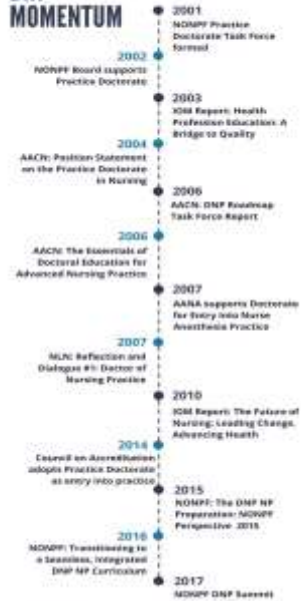 MOMENTUM
2001
NONPF Practice
Doctorate Task Force
formed
2002
NONPF Board supports
Practice Doctorate
2003
IOM Report: Health
Profession Education: A
Bridge to Quality
2004
AACN: Position Statement
on the Practice Doctorate
in Nursing
2006
AACN: DNP Roadmap
Task Force Report
2006
AACN: The Essentials of
Doctoral Education for
Advanced Nursing Practice
2007
AANA supports Doctorate
for Entry into Nurse
Anesthesia Practice
2007
NLN: Reflection and
Dialogue #1: Doctor of
Nursing Practice
2010
IOM Report: The Future of
Nursing: Leading Change,
Advancing Health
2014
Council on Accreditation
adopts Practice Doctorate
as entry into practice
2015
NONPF: The DNP NP
Preparation: NONPF
Perspective 2015
2016
NONPF: Transitioning to
a Seamless, Integrated
DNP NP Curriculum
2017
NONPF DNP Summit